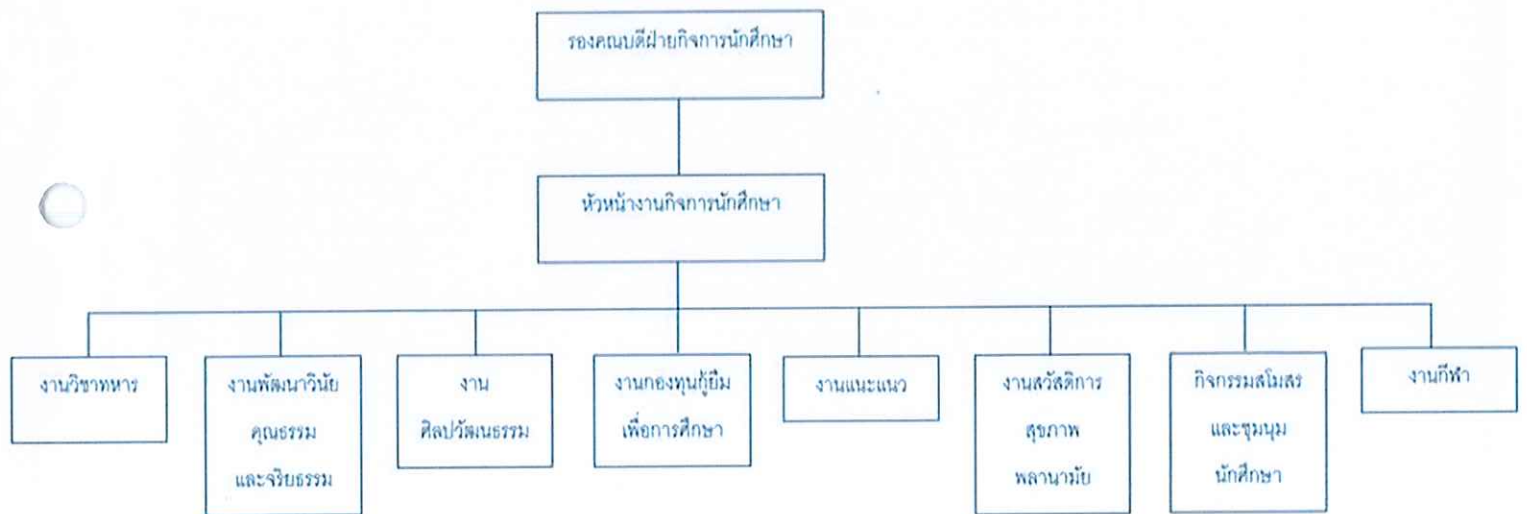 รองคณบดีฝ่ายกิจการนักศึกษา
หัวหน้างานกิจการนักศึกษา
งานวิชาทหาร
งานพัฒนาวินัย
คุณธรรม
และจริยธรรม
งาน
ศิลปวัฒนธรรม
งานกองทุนกู้ยืม
เพื่อการศึกษา
งานแนะแนว
งานสวัสดิการ
สุขภาพ
พลานามัย
กิจกรรมสโมสร
และชุมนุม
นักศึกษา
งานกีฬา